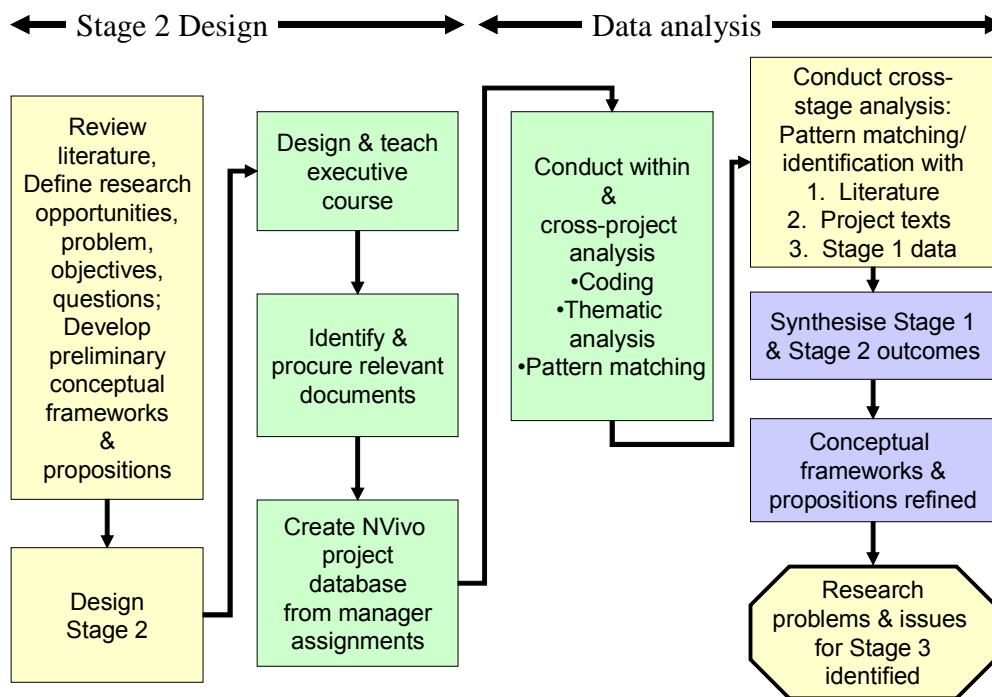 Stage 2 Design
Data analysis
Review
literature,
Define research
opportunities,
problem,
objectives,
questions;
Develop
preliminary
conceptual
frameworks
&
propositions
Design
Stage 2
Design & teach
executive
course
Identify &
procure relevant
documents
Create NVivo
project
database
from manager
assignments
Conduct within
&
cross-project
analysis
•Coding
•Thematic
analysis
•Pattern matching
Conduct cross-
stage analysis:
Pattern matching/
identification with
1. Literature
2. Project texts
3. Stage 1 data
Synthesise Stage 1
& Stage 2 outcomes
Conceptual
frameworks &
propositions refined
Research
problems & issues
for Stage 3
identified